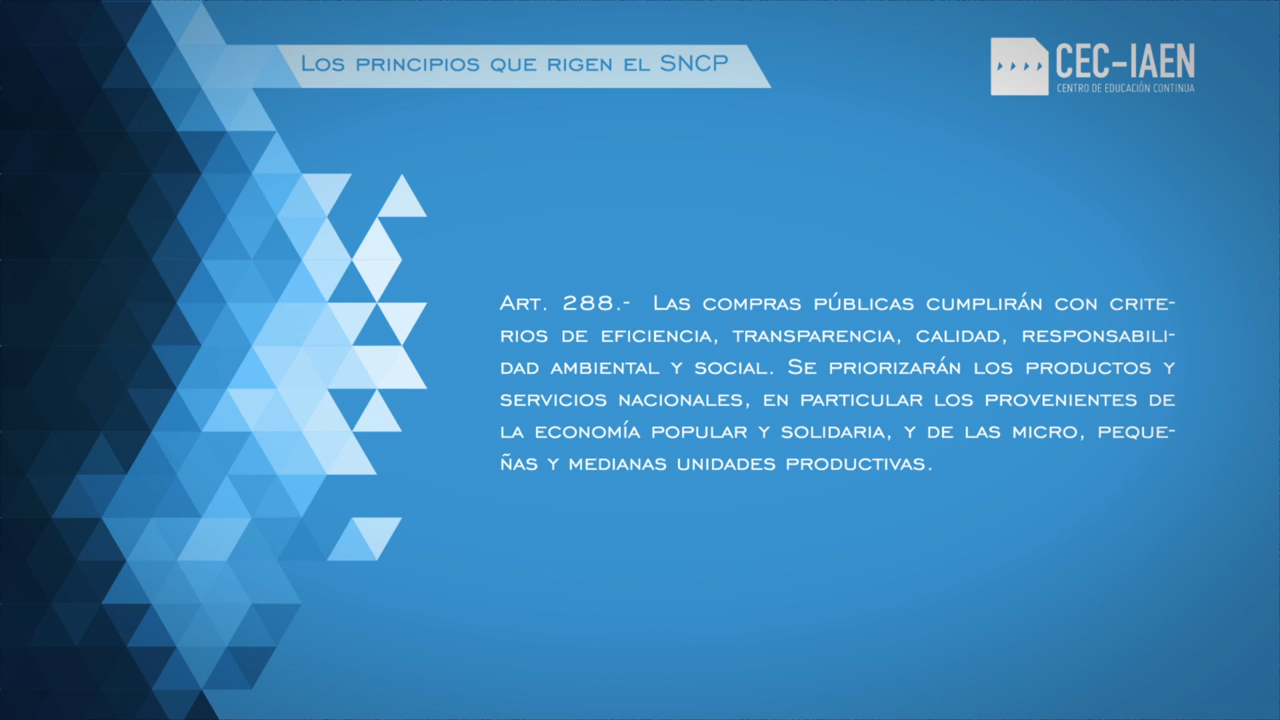 Los principios que rigen el SNCP
CEC-IAEN
CENTRO DE EDUCACIÓN CONTINUA
Art. 288.- Las compras públicas cumplirán con crite-
rios de eficiencia, transparencia, calidad, responsabili-
dad ambiental y social. Se priorizarán los productos y
servicios nacionales, en particular los provenientes de
la economía popular y solidaria, y de las micro, peque-
ñas y medianas unidades productivas.